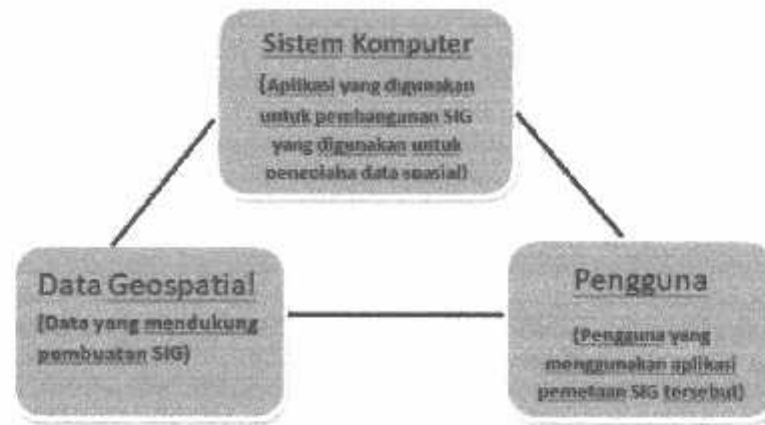 Sistem Komputer
(Aplikasi yang digunakan
untuk pembangunan SIG
yang digunakan untuk
pengolaha data spasial)
Data Geospatial
(Data yang mendukung
pembuatan SIG)
Pengguna
(Pengguna yang
menggunakan aplikasi
pemetaan SIG tersebut)